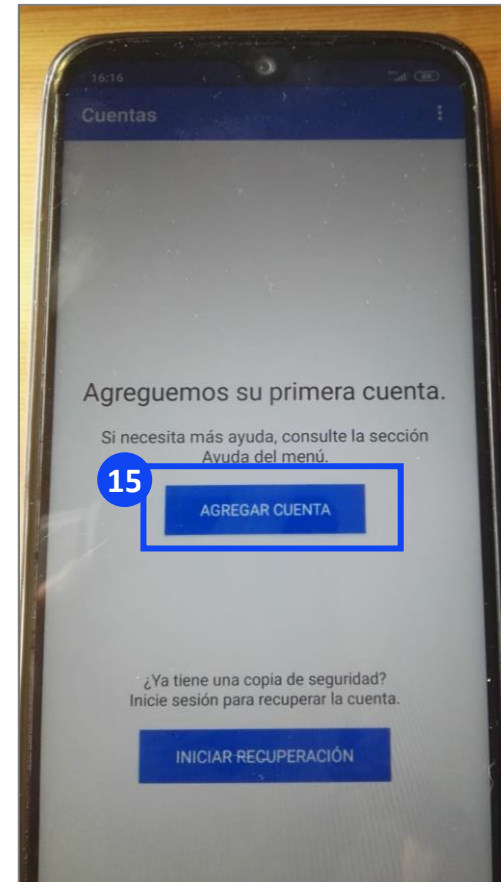 16:16
Cuentas
Agreguemos su primera cuenta.
Si necesita más ayuda, consulte la sección
Ayuda del menú.
15
AGREGAR CUENTA
¿Ya tiene una copia de seguridad?
Inicie sesión para recuperar la cuenta.
INICIAR RECUPERACIÓN